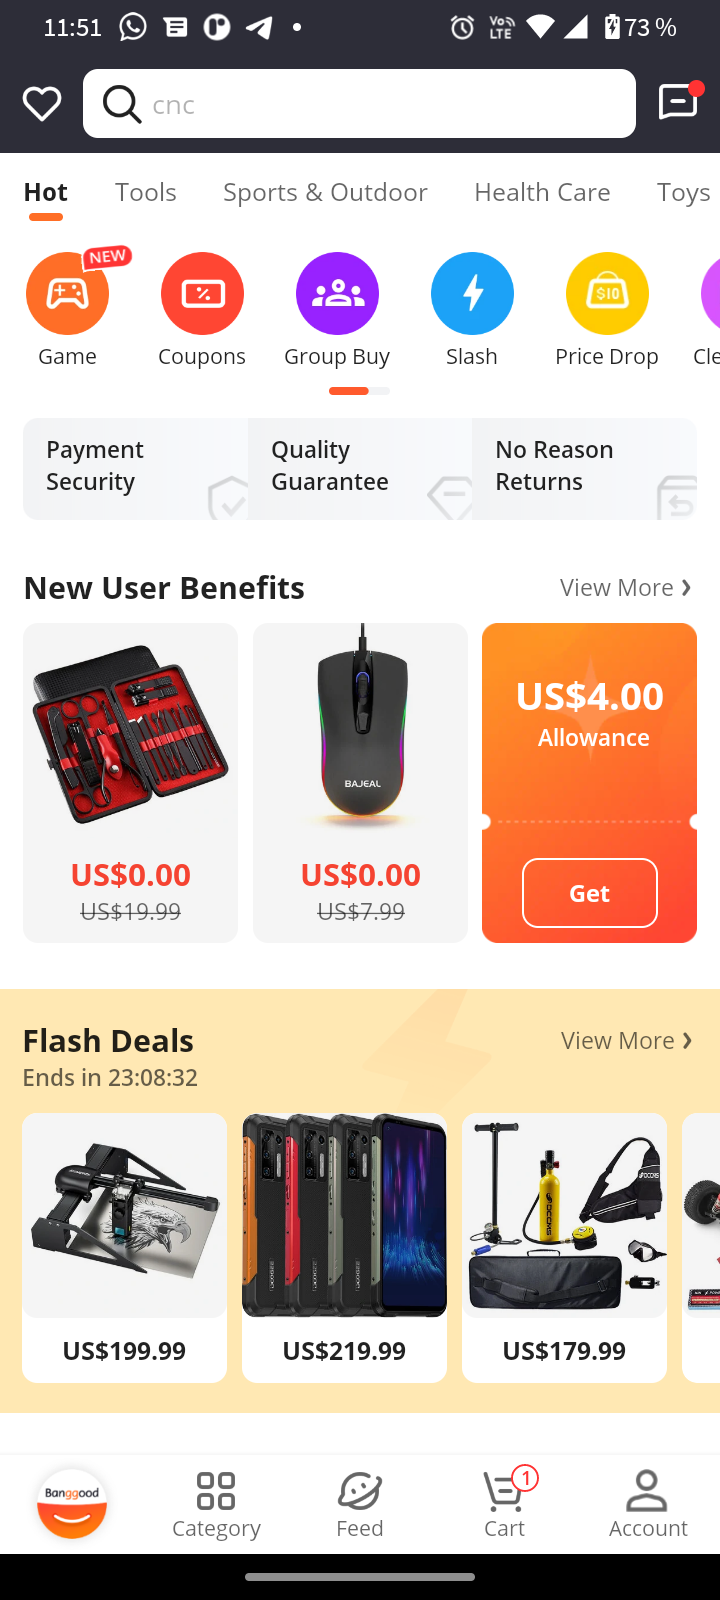 11:51
Vo
LTE
73 %
cnc
Hot
Tools
Sports & Outdoor
Health Care
Toys
NEW
$10
Game
Coupons
Group Buy
Slash
Price Drop
Cle
Payment
Security
Quality
Guarantee
No Reason
Returns
New User Benefits
View More
BAJEAL
US$0.00
US$19.99
US$0.00
US$7.99
US$4.00
Allowance
Get
Flash Deals
View More
Ends in 23:08:32
US$199.99
US$219.99
US$179.99
Banggood
1
Category
Feed
Cart
Account